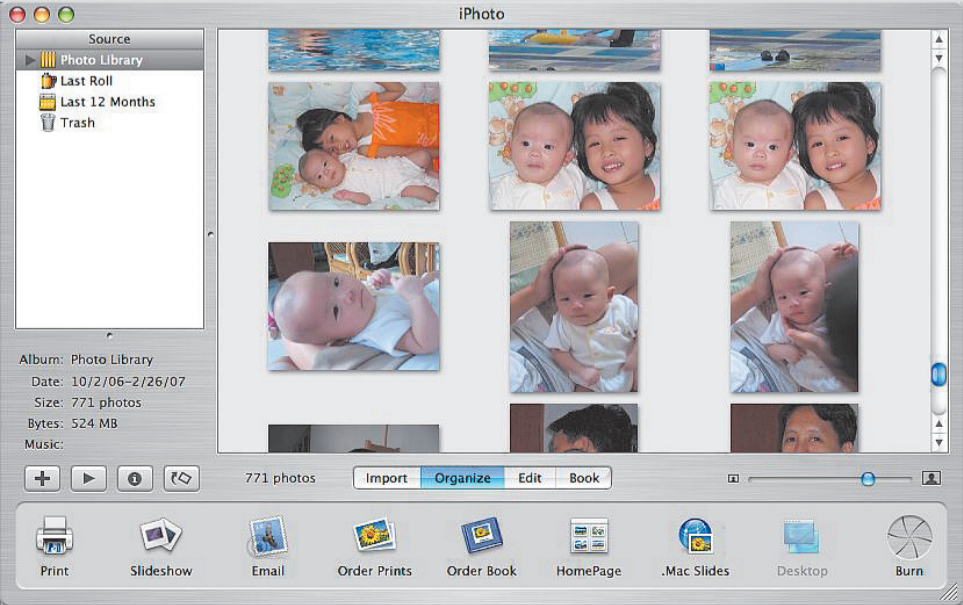 iPhoto
Source
Photo Library
Last Roll
Last 12 Months
Trash
Album: Photo Library
Date: 10/2/06–2/26/07
Size: 771 photos
Bytes: 524 MB
Music:
771 photos
Import Organize Edit Book
Print Slideshow Email Order Prints Order Book HomePage .Mac Slides Desktop Burn